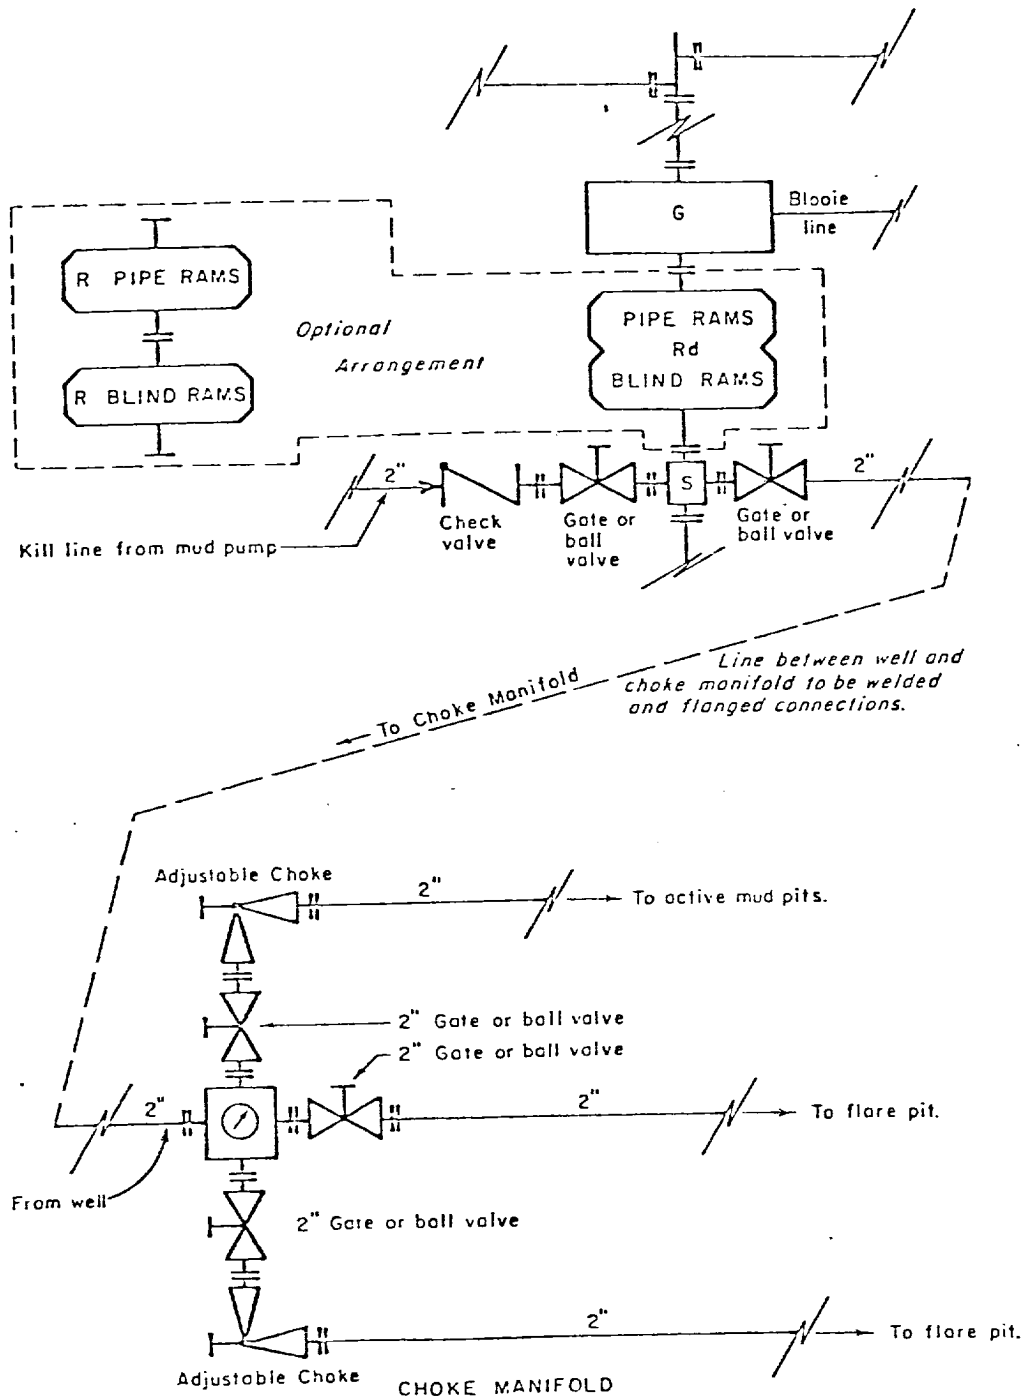 G
Blooie
line
R PIPE RAMS
Optional
Arrangement
PIPE RAMS
Rd
BLIND RAMS
R BLIND RAMS
2"
S
2"
Check
valve
Gate or
ball
valve
Gate or
ball valve
Kill line from mud pump
Line between well and
choke manifold to be welded
and flanged connections.
To Choke Manifold
Adjustable Choke
2"
To active mud pits.
2" Gate or ball valve
2" Gate or ball valve
2"
2"
To flare pit.
From well
2" Gate or ball valve
2"
To flare pit.
Adjustable Choke
CHOKE MANIFOLD